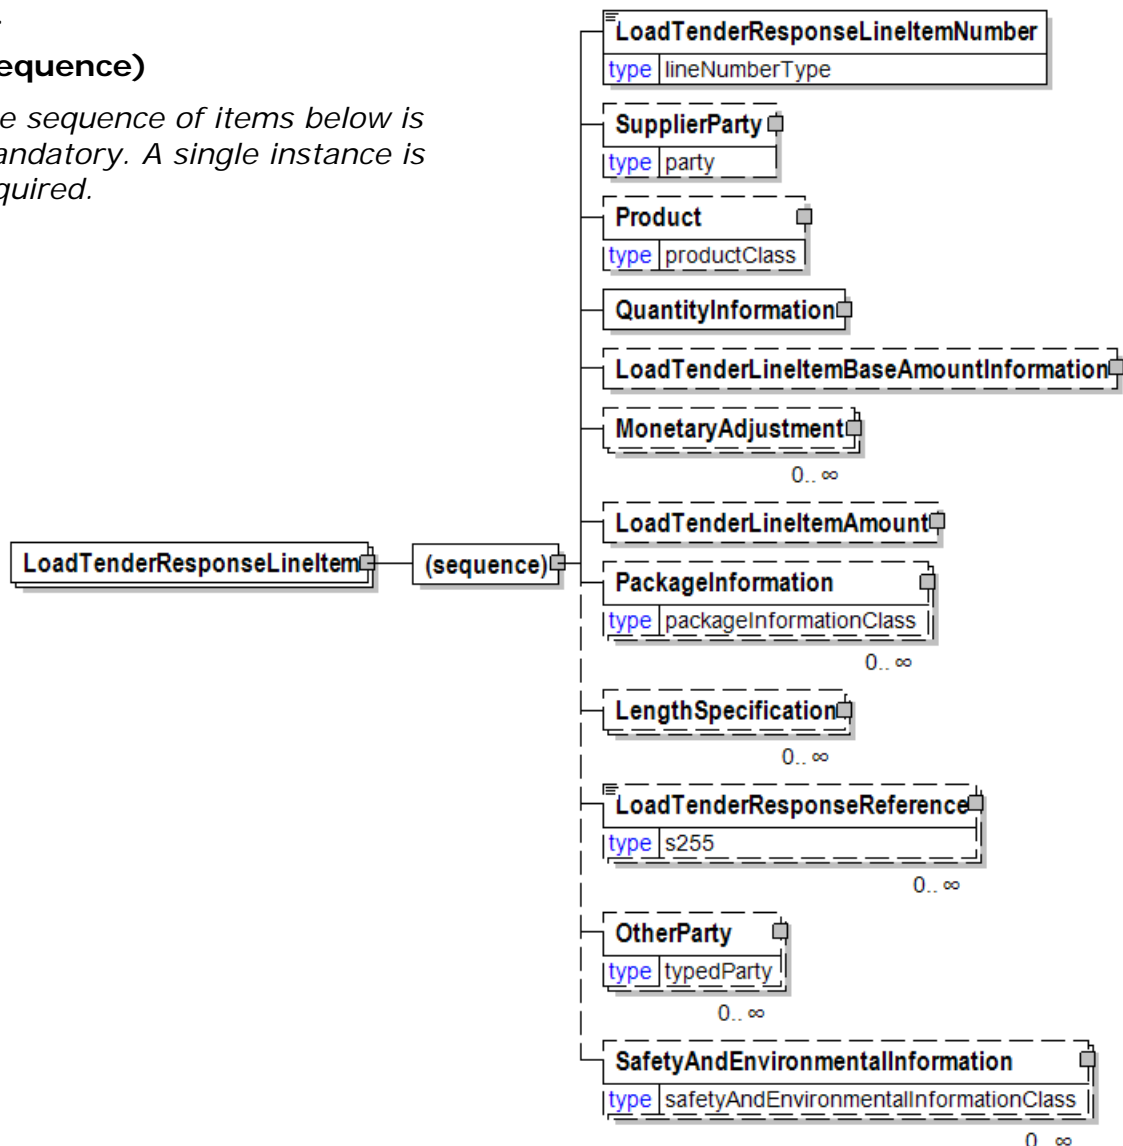 equence)
e sequence of items below is
andatory. A single instance is
quired.
LoadTenderResponseLineItem
(sequence)
LoadTenderResponseLineItemNumber
type lineNumberType
SupplierParty
type party
Product
type productClass
QuantityInformation
LoadTenderLineItemBaseAmountInformation
MonetaryAdjustment
0.. ∞
LoadTenderLineItemAmount
PackageInformation
type packageInformationClass
0.. ∞
LengthSpecification
0.. ∞
LoadTenderResponseReference
type s255
0.. ∞
OtherParty
type typedParty
0.. ∞
SafetyAndEnvironmentalInformation
type safetyAndEnvironmentalInformationClass
0.. ∞